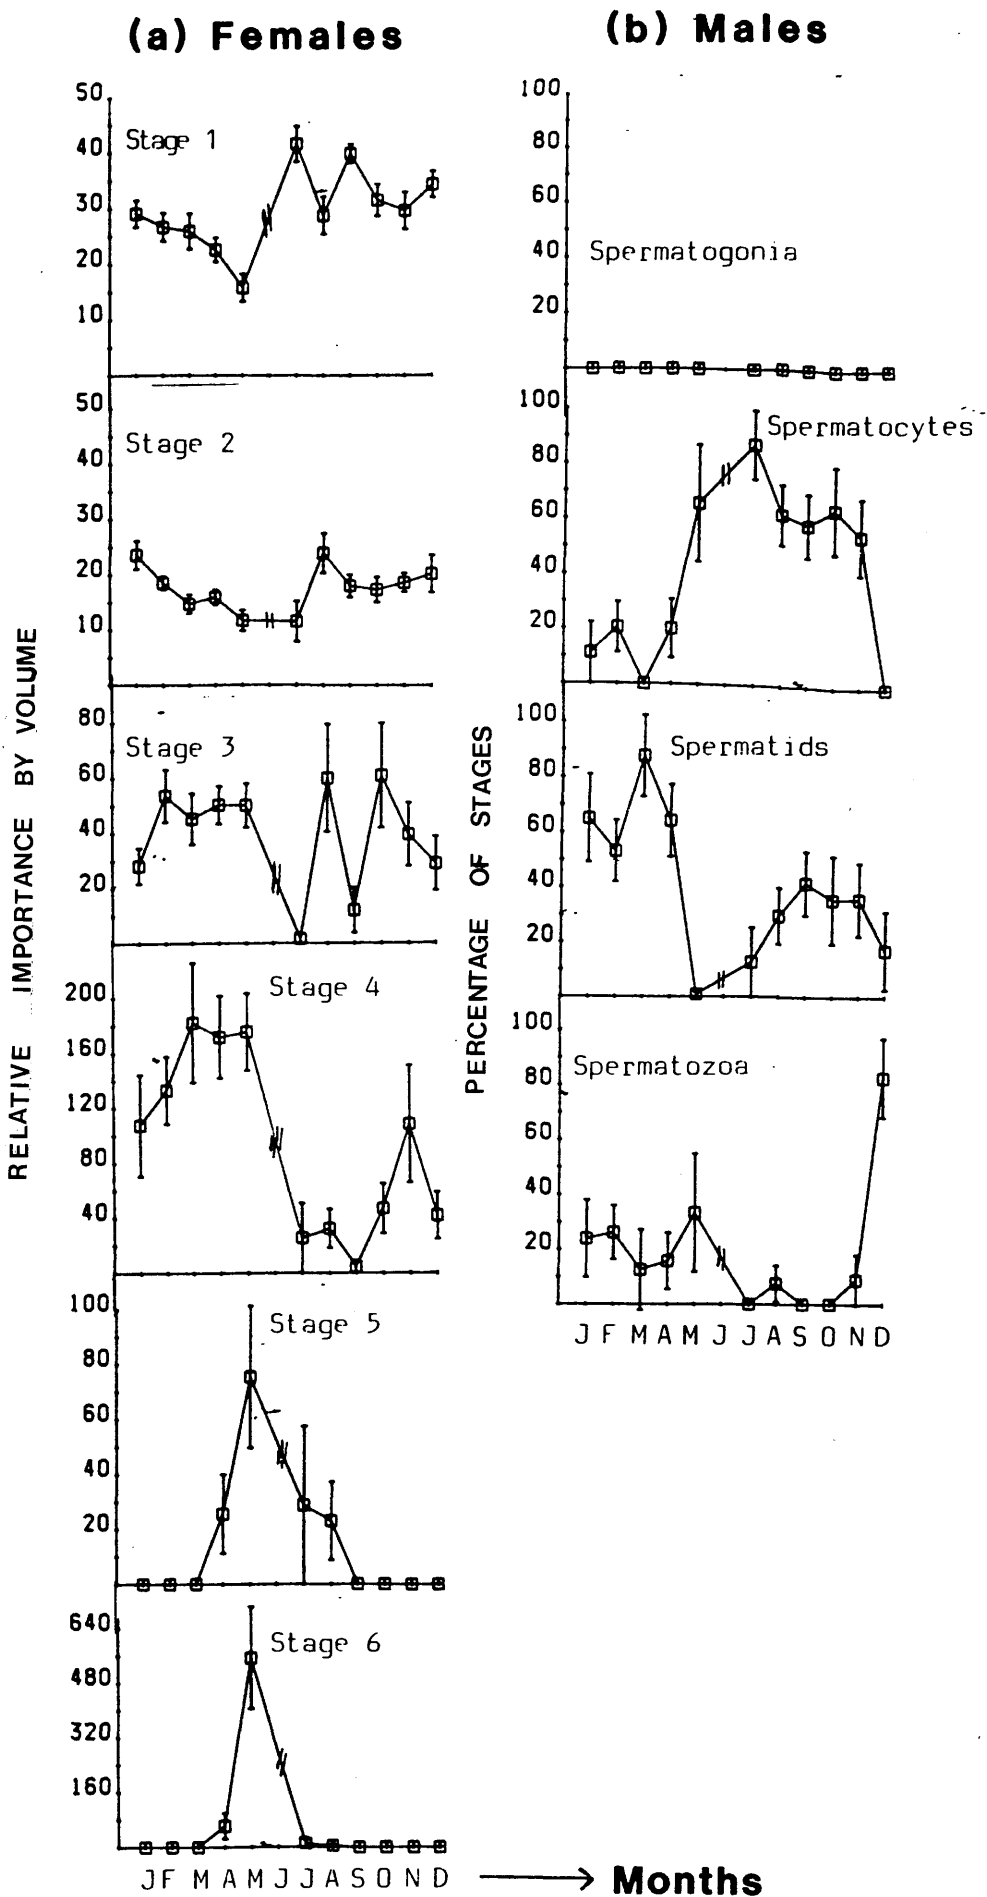 (a) Females
(b) Males
RELATIVE IMPORTANCE BY VOLUME
50
40
30
20
10
Stage 1
50
40
30
20
10
Stage 2
80
60
40
20
Stage 3
200
160
120
80
40
Stage 4
100
80
60
40
20
Stage 5
640
480
320
160
Stage 6
J F M A M J J A S O N D
PERCENTAGE OF STAGES
100
80
60
40
20
Spermatogonia
100
80
60
40
20
Spermatocytes
100
80
60
40
20
Spermatids
100
80
60
40
20
Spermatozoa
J F M A M J J A S O N D
Months